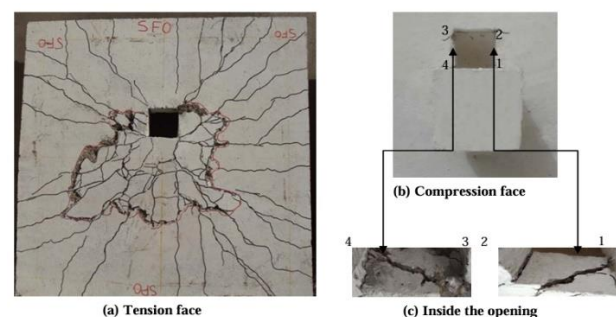 SFO
SFO
SFO
SFO
(a) Tension face
3 2
4 1
(b) Compression face
4 3 2 1
(c) Inside the opening